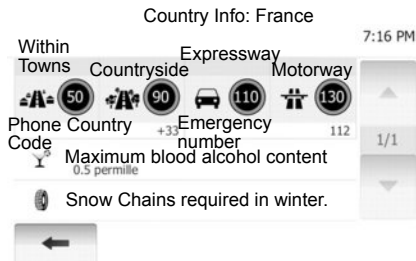 Country Info: France
7:16 PM
Within
Towns
Countryside
Expressway
Motorway
50
90
110
130
Phone Country
Code
+33
Emergency
number
112
1/1
Maximum blood alcohol content
0.5 permille
Snow Chains required in winter.